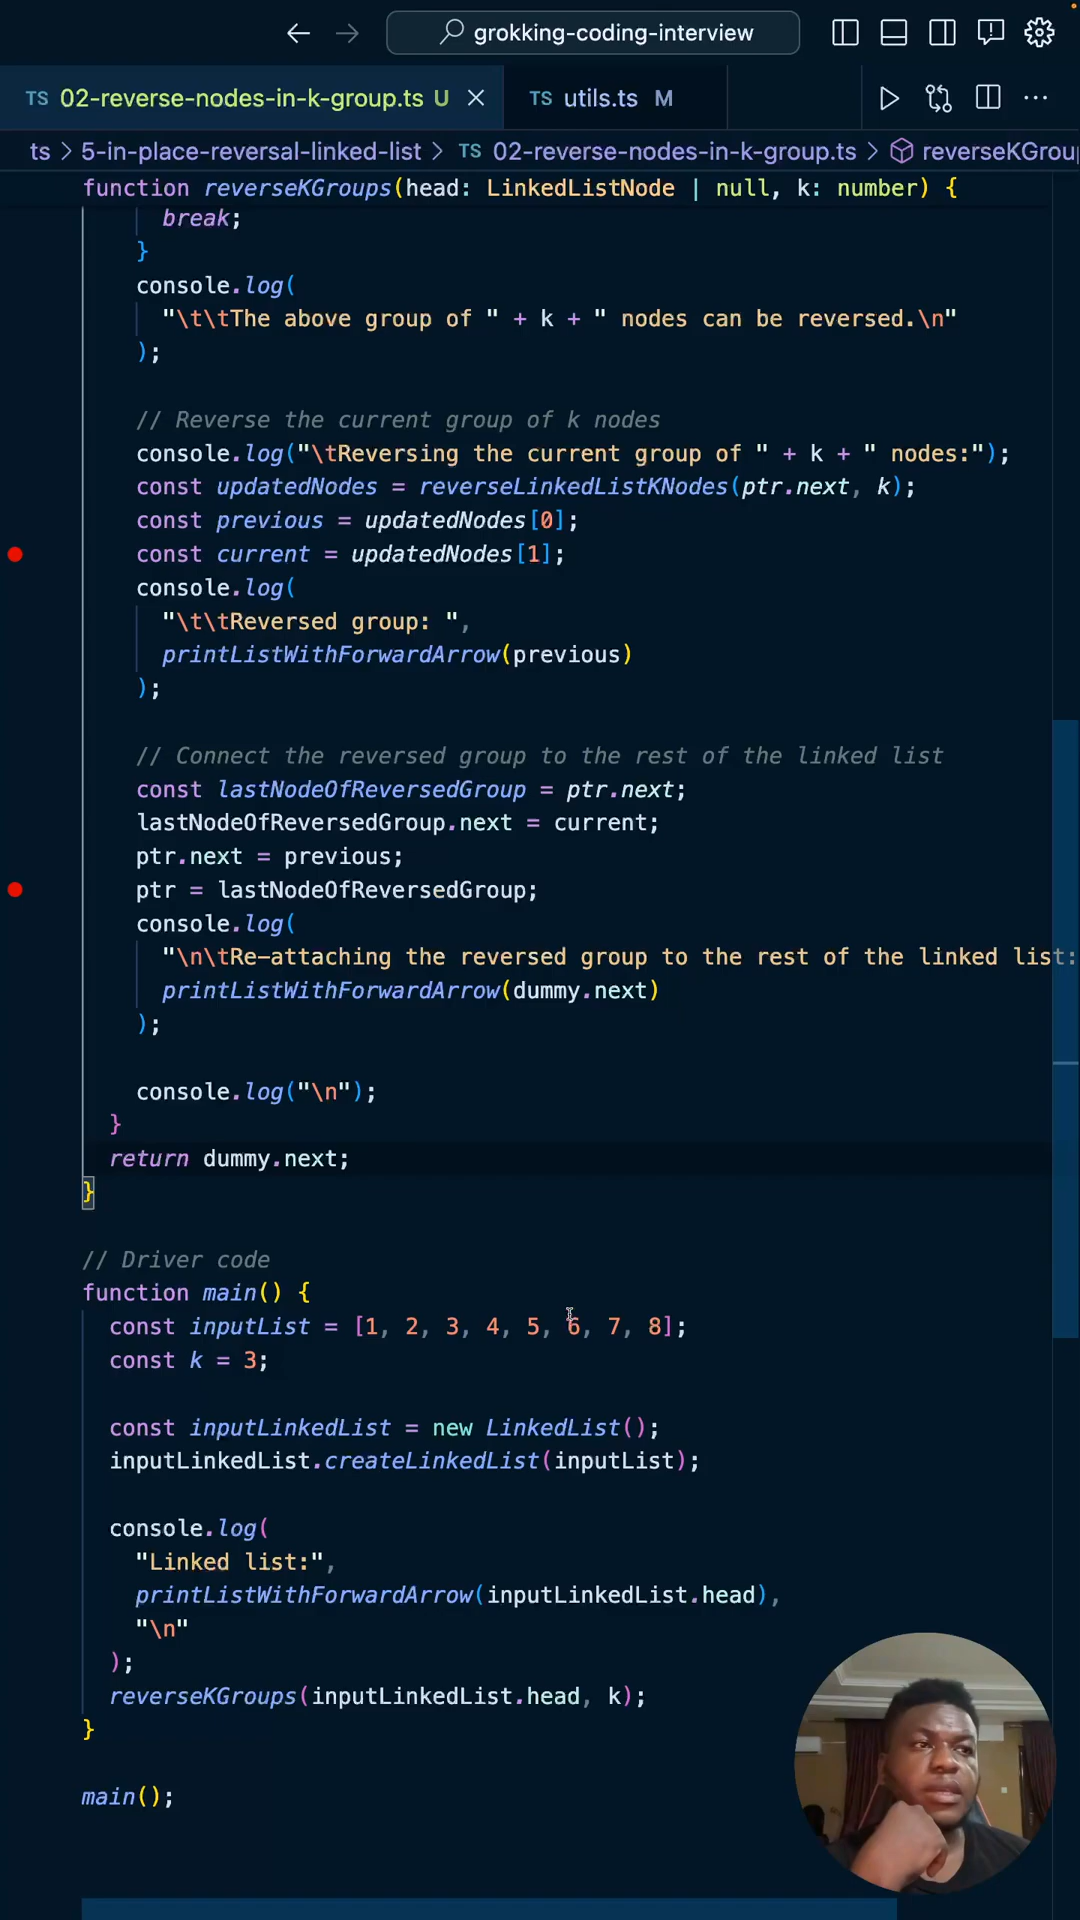 grokking-coding-interview
TS 02-reverse-nodes-in-k-group.ts U TS utils.ts M
ts > 5-in-place-reversal-linked-list > TS 02-reverse-nodes-in-k-group.ts > reverseKGrou
function reverseKGroups(head: LinkedListNode | null, k: number) {
break;
}
console.log(
"\t\tThe above group of " + k + " nodes can be reversed.\n"
);
// Reverse the current group of k nodes
console.log("\tReversing the current group of " + k + " nodes:");
const updatedNodes = reverseLinkedListKNodes(ptr.next, k);
const previous = updatedNodes[0];
const current = updatedNodes[1];
console.log(
"\t\tReversed group: ",
printListWithForwardArrow(previous)
);
// Connect the reversed group to the rest of the linked list
const lastNodeOfReversedGroup = ptr.next;
lastNodeOfReversedGroup.next = current;
ptr.next = previous;
ptr = lastNodeOfReversedGroup;
console.log(
"\n\tRe-attaching the reversed group to the rest of the linked list:
printListWithForwardArrow(dummy.next)
);
console.log("\n");
}
return dummy.next;
}
// Driver code
function main() {
const inputList = [1, 2, 3, 4, 5, 6, 7, 8];
const k = 3;
const inputLinkedList = new LinkedList();
inputLinkedList.createLinkedList(inputList);
console.log(
"Linked list:",
printListWithForwardArrow(inputLinkedList.head),
"\n"
);
reverseKGroups(inputLinkedList.head, k);
}
main();